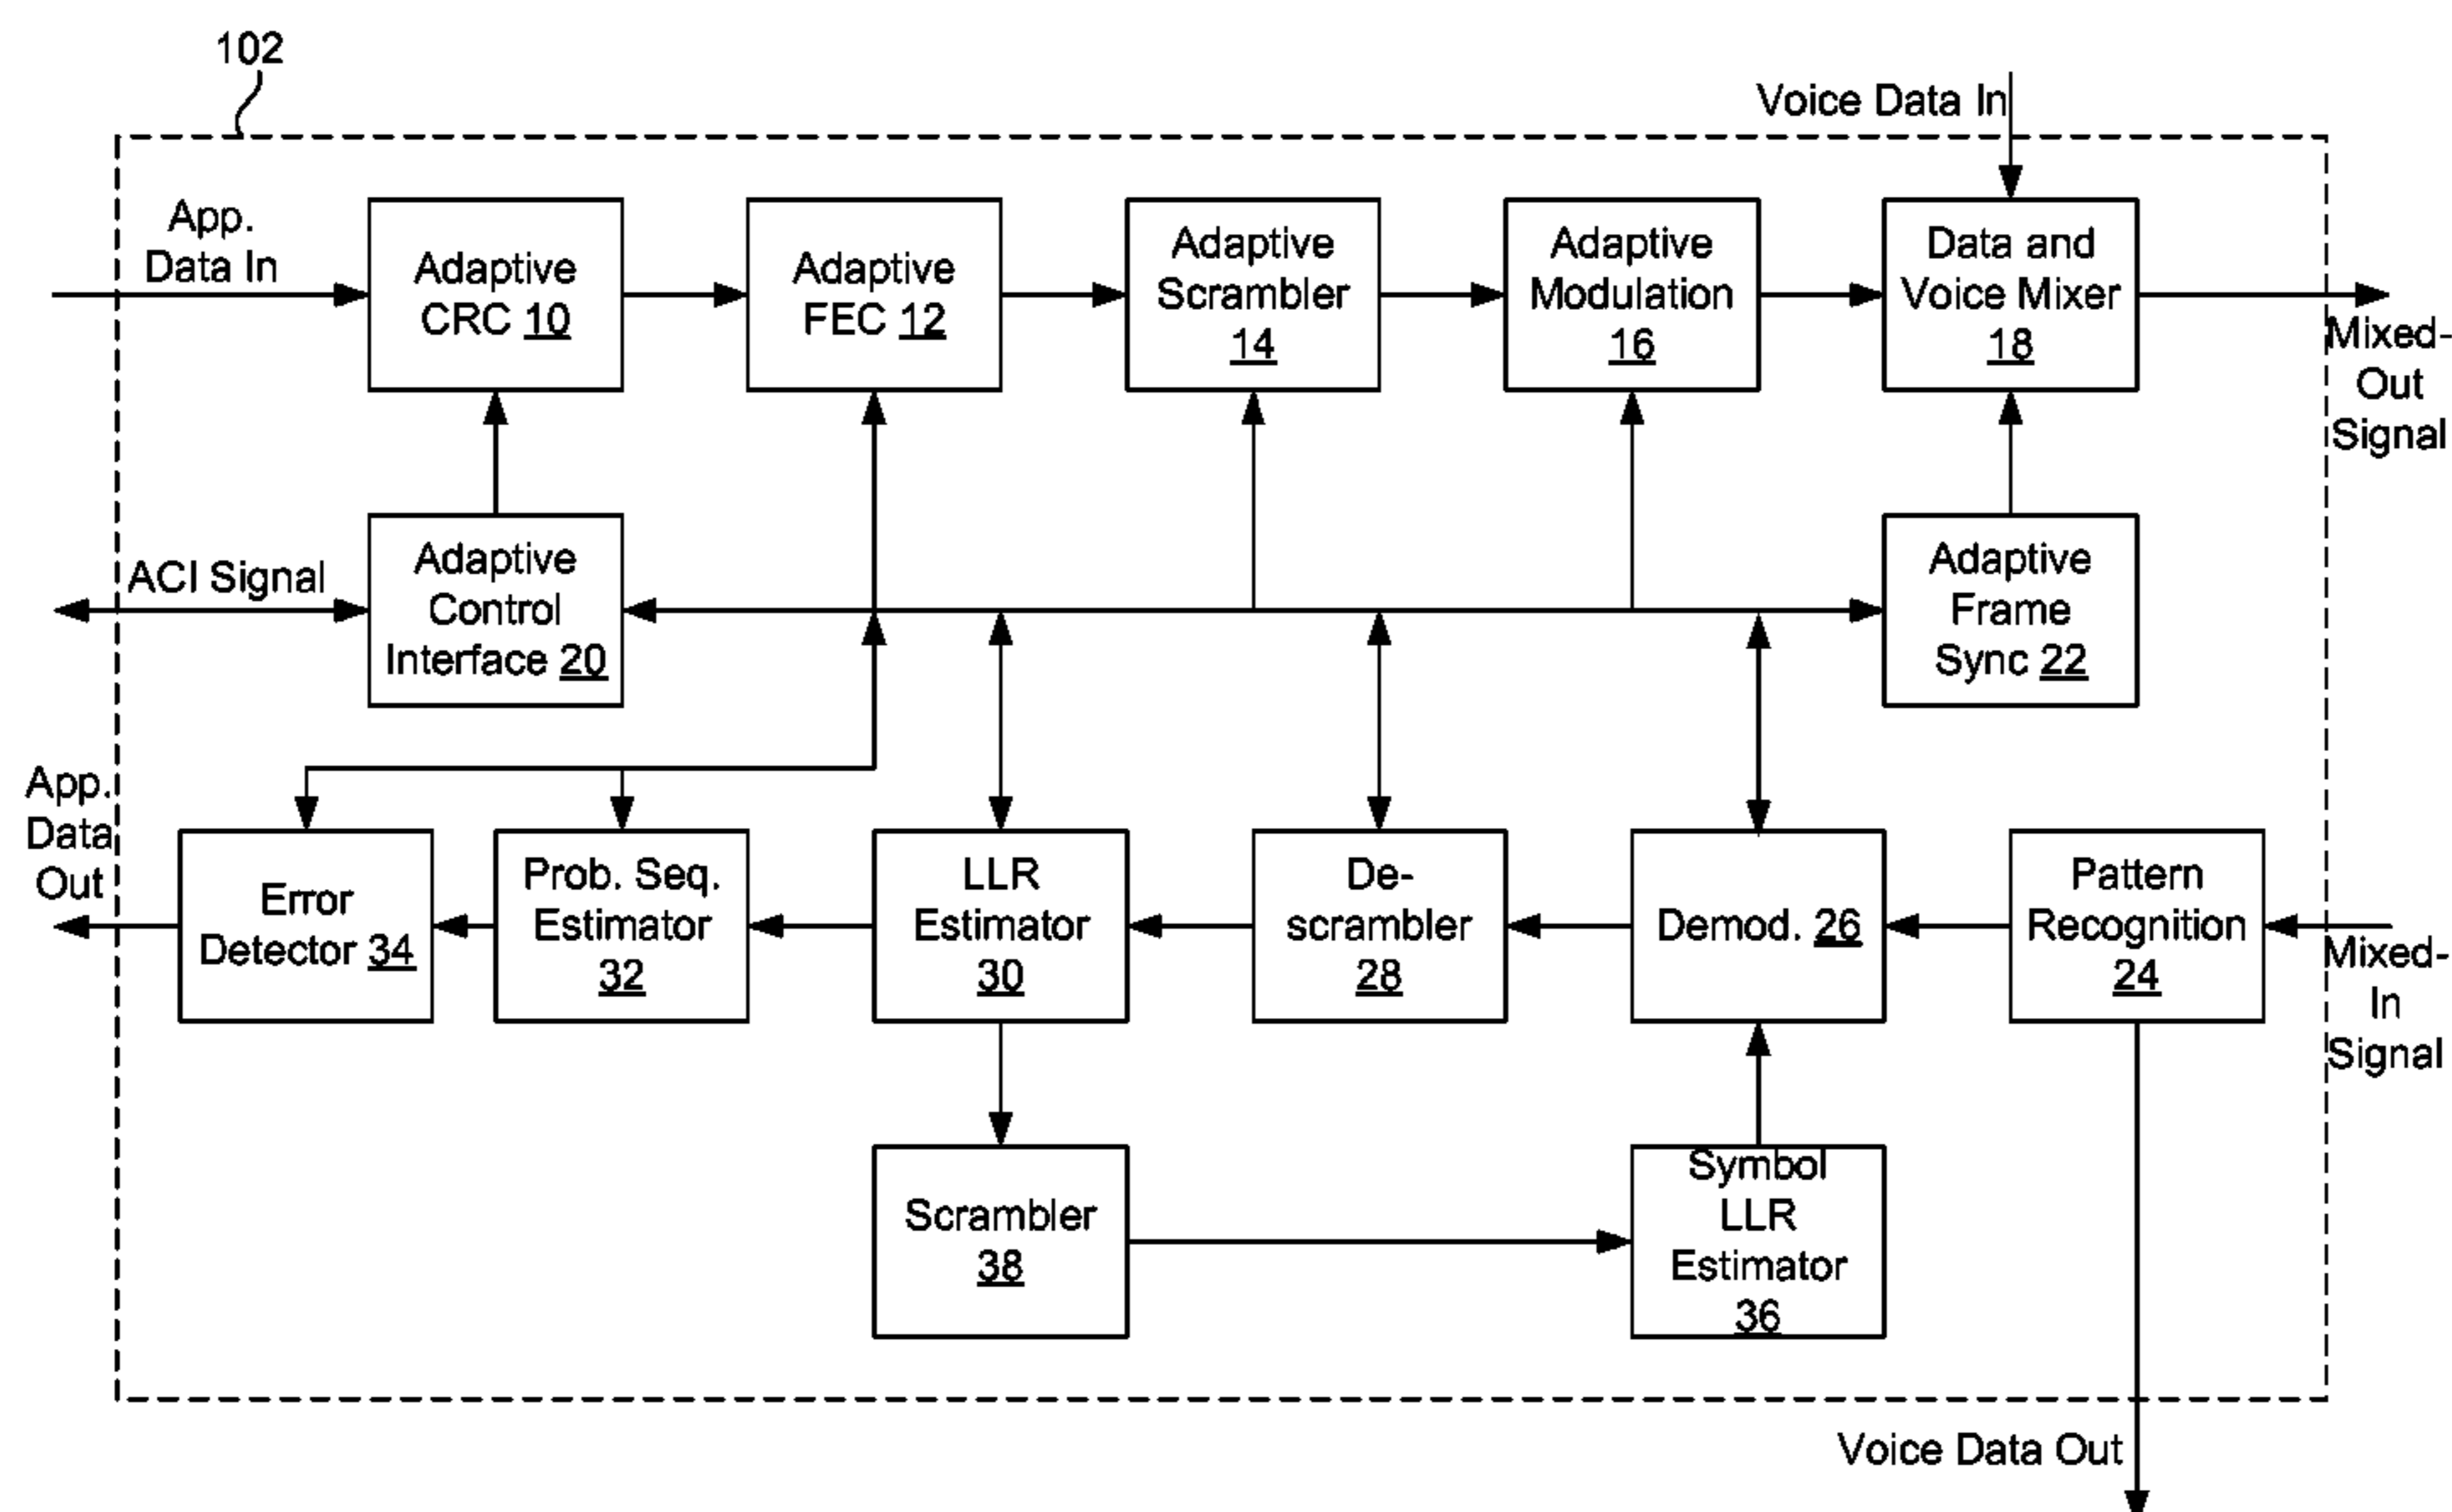 102
Voice Data In
App.
Data In
Adaptive
CRC 10
Adaptive
FEC 12
Adaptive
Scrambler
14
Adaptive
Modulation
16
Data and
Voice Mixer
18
Mixed-
Out
Signal
ACI Signal
Adaptive
Control
Interface 20
Adaptive
Frame
Sync 22
App.
Data
Out
Error
Detector 34
Prob. Seq.
Estimator
32
LLR
Estimator
30
De-
scrambler
28
Demod. 26
Pattern
Recognition
24
Mixed-
In
Signal
Scrambler
38
Symbol
LLR
Estimator
36
Voice Data Out